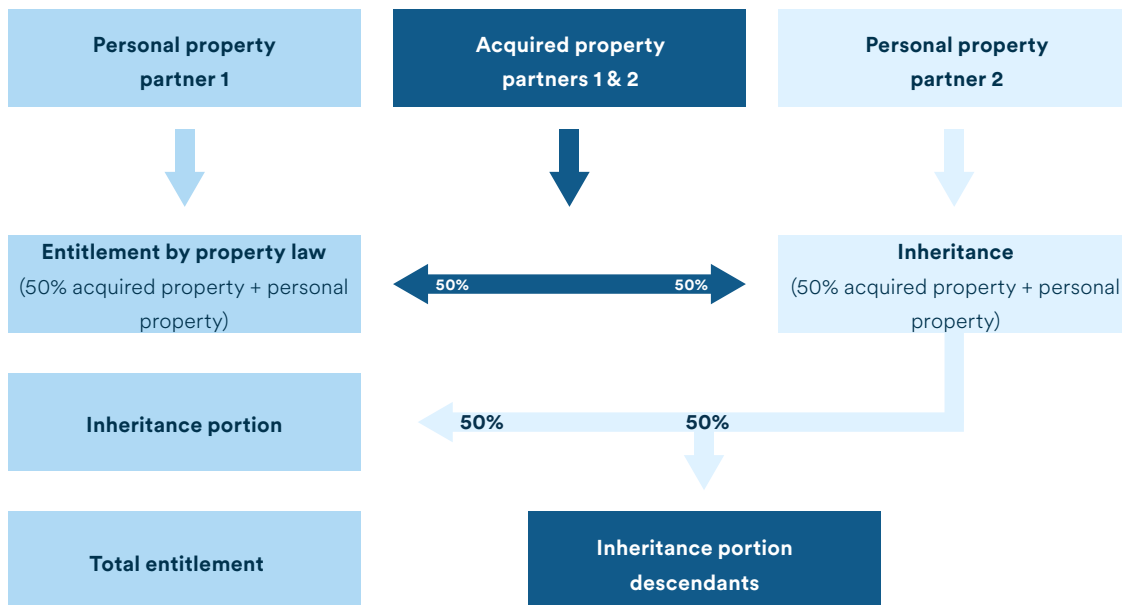 Personal property
partner 1
Acquired property
partners 1 & 2
Personal property
partner 2
Entitlement by property law
(50% acquired property + personal
property)
50%
50%
Inheritance
(50% acquired property + personal
property)
Inheritance portion
50%
50%
Total entitlement
Inheritance portion
descendants